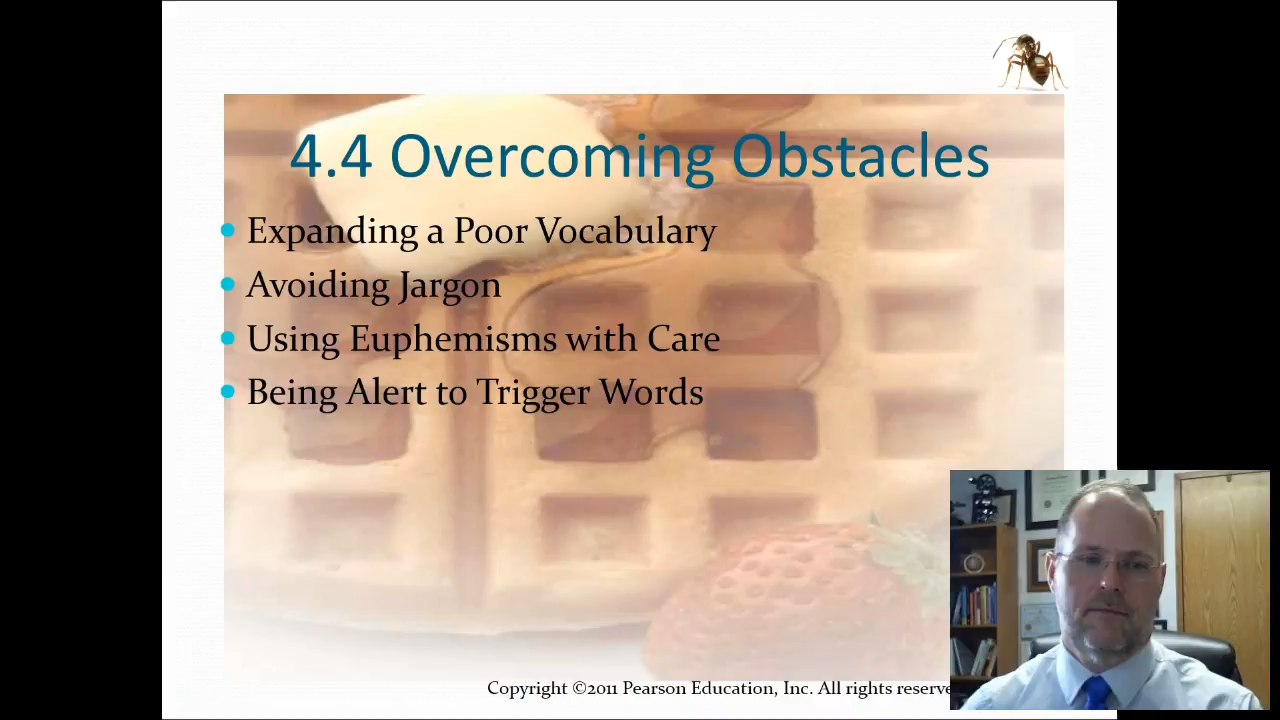 4.4 Overcoming Obstacles
Expanding a Poor Vocabulary
Avoiding Jargon
Using Euphemisms with Care
Being Alert to Trigger Words
Copyright ©2011 Pearson Education, Inc. All rights reserve